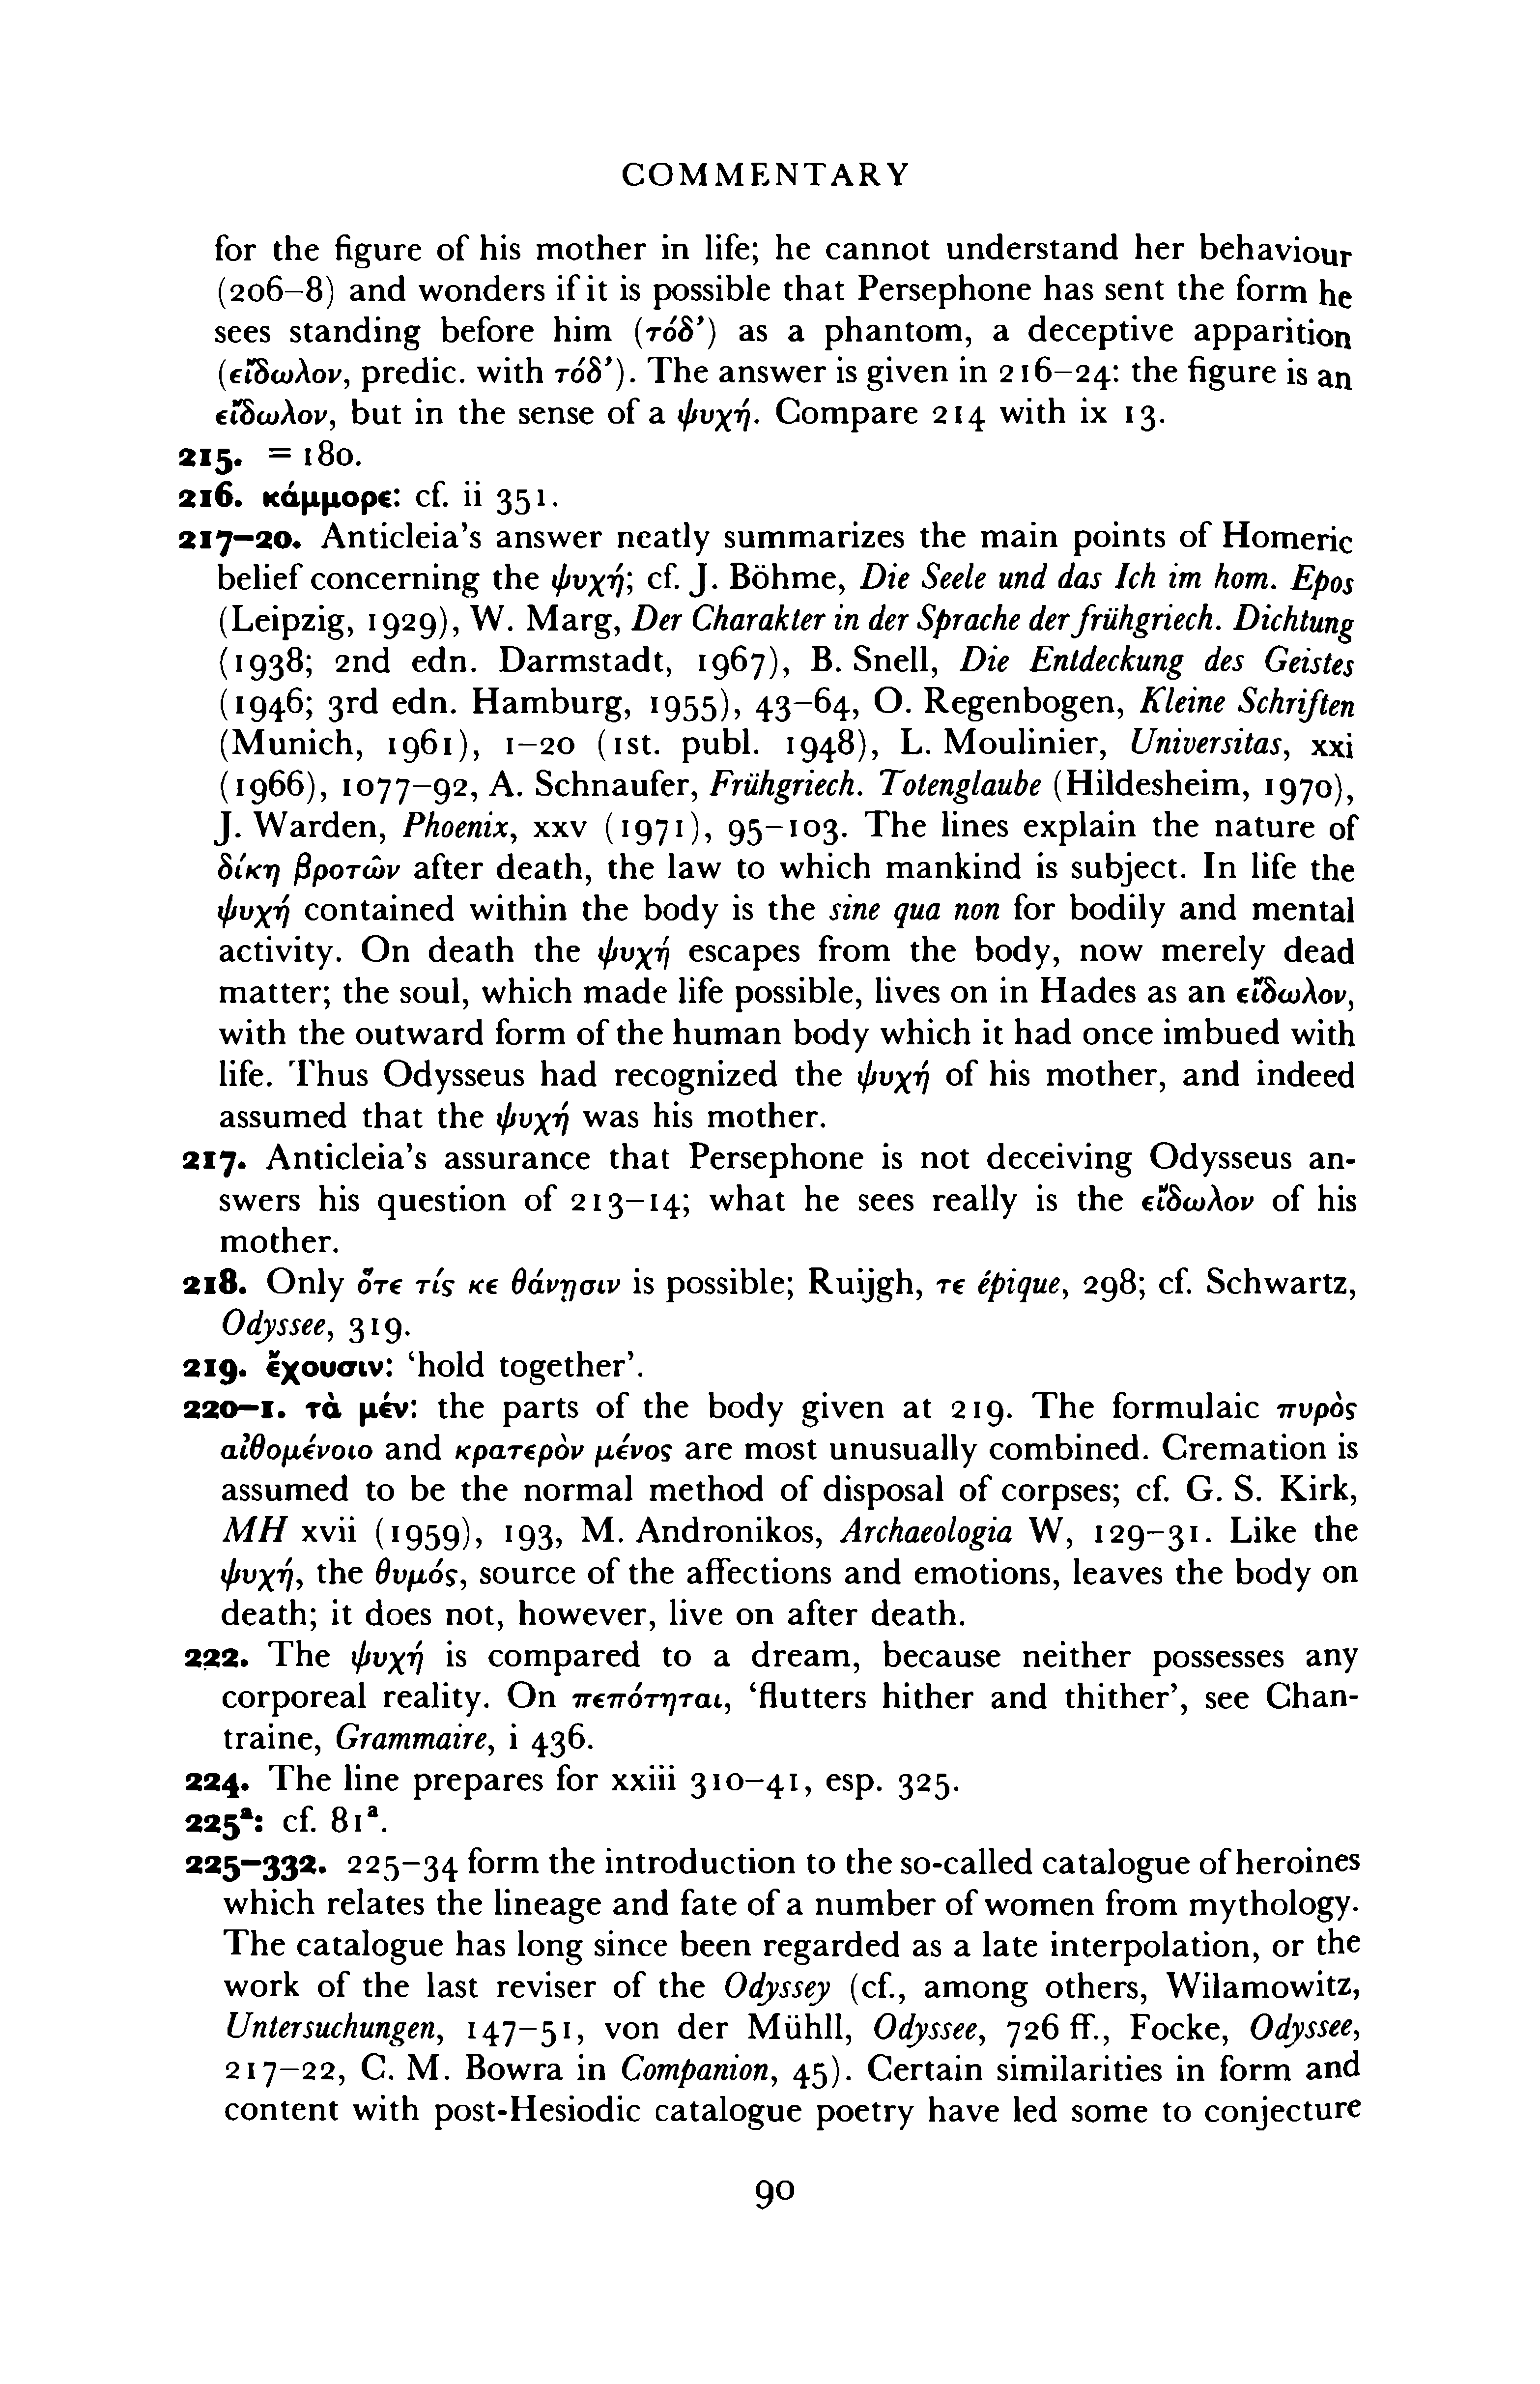 COMMENTARY
for the figure of his mother in life; he cannot understand her behaviour
(206–8) and wonders if it is possible that Persephone has sent the form he
sees standing before him (τόδ’) as a phantom, a deceptive apparition
(εἴδωλον, predic. with τόδ’). The answer is given in 216–24: the figure is an
εἴδωλον, but in the sense of a ψυχή. Compare 214 with ix 13.
215. = 180.
216. κάμμορε: cf. ii 351.
217–20. Anticleia’s answer neatly summarizes the main points of Homeric
belief concerning the ψυχή; cf. J. Böhme, Die Seele und das Ich im hom. Epos
(Leipzig, 1929), W. Marg, Der Charakter in der Sprache der frühgriech. Dichtung
(1938; 2nd edn. Darmstadt, 1967), B. Snell, Die Entdeckung des Geistes
(1946; 3rd edn. Hamburg, 1955), 43–64, O. Regenbogen, Kleine Schriften
(Munich, 1961), 1–20 (1st. publ. 1948), L. Moulinier, Universitas, xxi
(1966), 1077–92, A. Schnaufer, Frühgriech. Totenglaube (Hildesheim, 1970),
J. Warden, Phoenix, xxv (1971), 95–103. The lines explain the nature of
δίκη βροτῶν after death, the law to which mankind is subject. In life the
ψυχή contained within the body is the sine qua non for bodily and mental
activity. On death the ψυχή escapes from the body, now merely dead
matter; the soul, which made life possible, lives on in Hades as an εἴδωλον,
with the outward form of the human body which it had once imbued with
life. Thus Odysseus had recognized the ψυχή of his mother, and indeed
assumed that the ψυχή was his mother.
217. Anticleia’s assurance that Persephone is not deceiving Odysseus an-
swers his question of 213–14; what he sees really is the εἴδωλον of his
mother.
218. Only ὅτε τίς κε θάνῃσιν is possible; Ruijgh, τε épique, 298; cf. Schwartz,
Odyssee, 319.
219. ἔχουσιν: ‘hold together’.
220–1. τὰ μέν: the parts of the body given at 219. The formulaic πυρὸς
αἰθομένοιο and κρατερὸν μένος are most unusually combined. Cremation is
assumed to be the normal method of disposal of corpses; cf. G. S. Kirk,
MH xvii (1959), 193, M. Andronikos, Archaeologia W, 129–31. Like the
ψυχή, the θυμός, source of the affections and emotions, leaves the body on
death; it does not, however, live on after death.
222. The ψυχή is compared to a dream, because neither possesses any
corporeal reality. On πεπότηται, ‘flutters hither and thither’, see Chan-
traine, Grammaire, i 436.
224. The line prepares for xxiii 310–41, esp. 325.
225ª: cf. 81ª.
225–332. 225–34 form the introduction to the so-called catalogue of heroines
which relates the lineage and fate of a number of women from mythology.
The catalogue has long since been regarded as a late interpolation, or the
work of the last reviser of the Odyssey (cf., among others, Wilamowitz,
Untersuchungen, 147–51, von der Mühll, Odyssee, 726 ff., Focke, Odyssee,
217–22, C. M. Bowra in Companion, 45). Certain similarities in form and
content with post-Hesiodic catalogue poetry have led some to conjecture
90